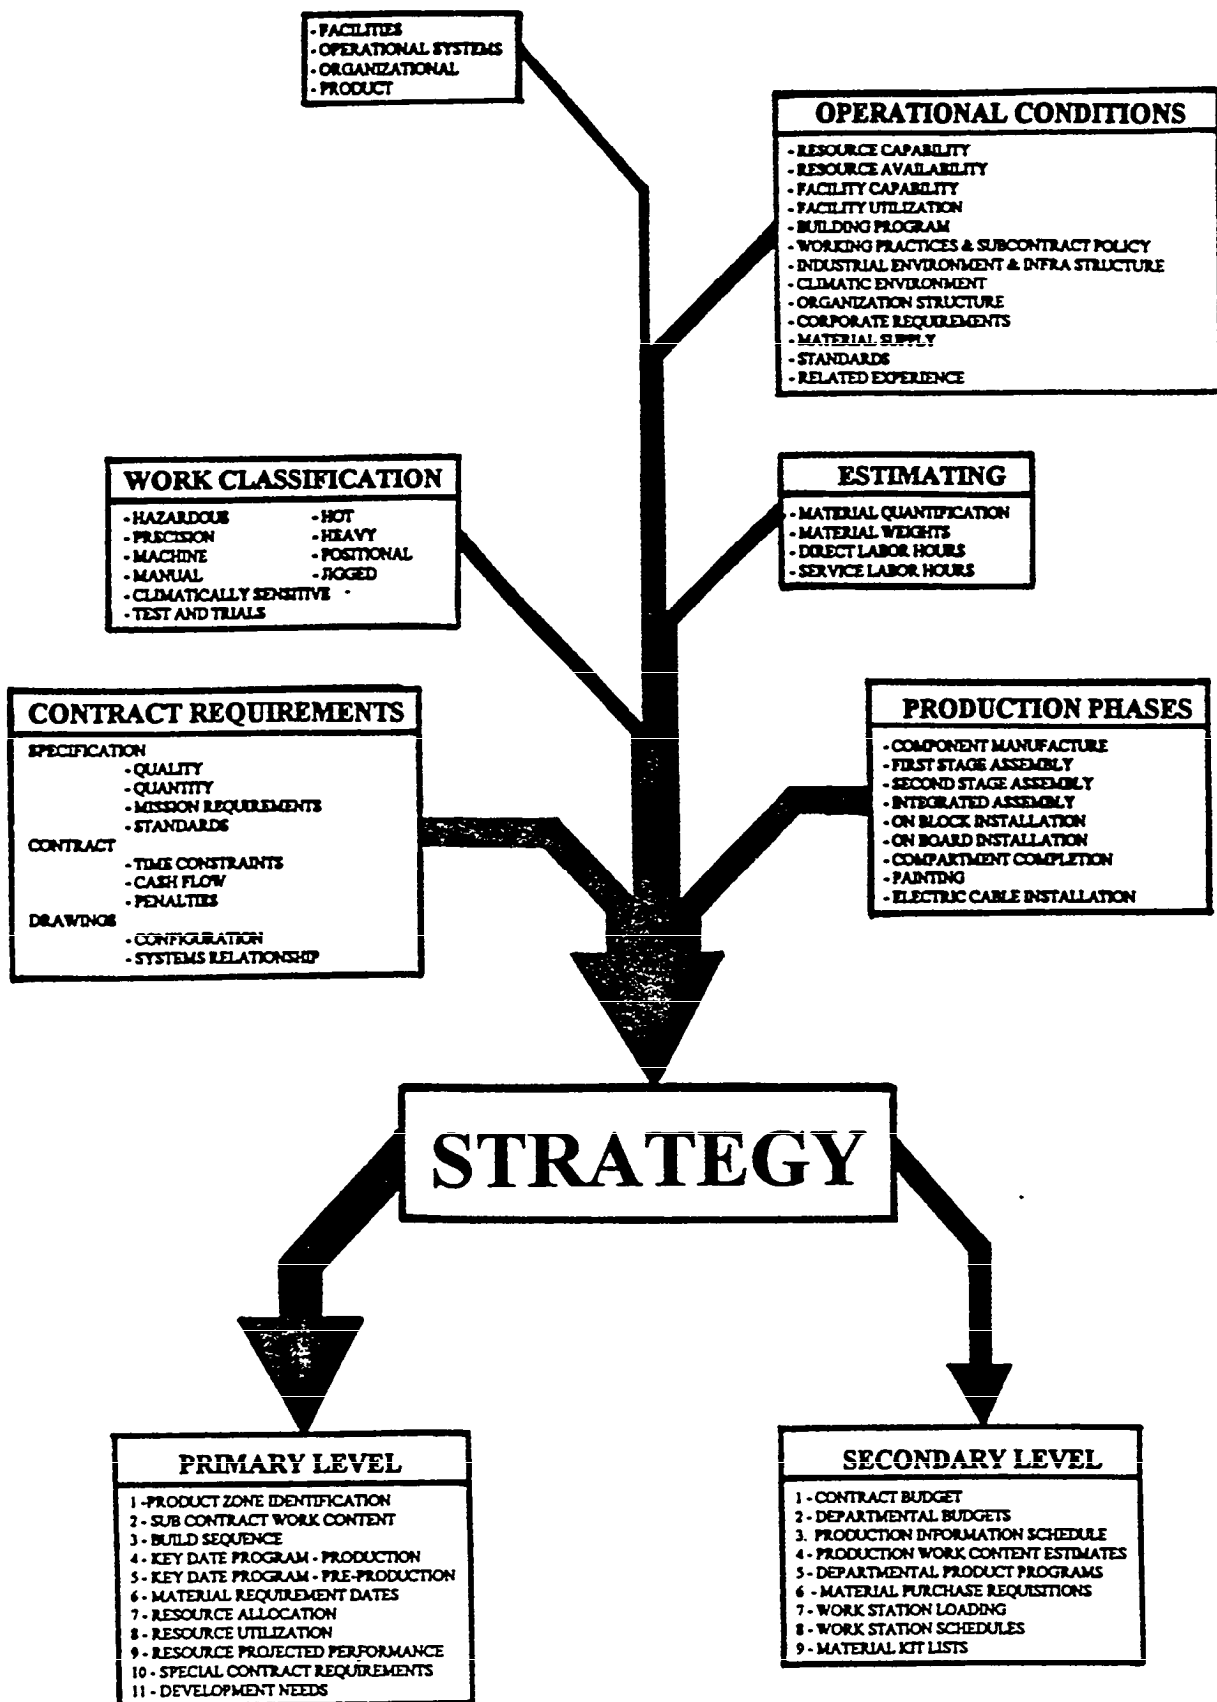 - FACILITIES
- OPERATIONAL SYSTEMS
- ORGANIZATIONAL
- PRODUCT
OPERATIONAL CONDITIONS
- RESOURCE CAPABILITY
- RESOURCE AVAILABILITY
- FACILITY CAPABILITY
- FACILITY UTILIZATION
- BUILDING PROGRAM
- WORKING PRACTICES & SUBCONTRACT POLICY
- INDUSTRIAL ENVIRONMENT & INFRA STRUCTURE
- CLIMATIC ENVIRONMENT
- ORGANIZATION STRUCTURE
- CORPORATE REQUIREMENTS
- MATERIAL SUPPLY
- STANDARDS
- RELATED EXPERIENCE
WORK CLASSIFICATION
- HAZARDOUS - HOT
- PRECISION - HEAVY
- MACHINE - POSITIONAL
- MANUAL - JIGGED
- CLIMATICALLY SENSITIVE
- TEST AND TRIALS
ESTIMATING
- MATERIAL QUANTIFICATION
- MATERIAL WEIGHTS
- DIRECT LABOR HOURS
- SERVICE LABOR HOURS
CONTRACT REQUIREMENTS
SPECIFICATION
- QUALITY
- QUANTITY
- MISSION REQUIREMENTS
- STANDARDS
CONTRACT
- TIME CONSTRAINTS
- CASH FLOW
- PENALTIES
DRAWINGS
- CONFIGURATION
- SYSTEMS RELATIONSHIP
PRODUCTION PHASES
- COMPONENT MANUFACTURE
- FIRST STAGE ASSEMBLY
- SECOND STAGE ASSEMBLY
- INTEGRATED ASSEMBLY
- ON BLOCK INSTALLATION
- ON BOARD INSTALLATION
- COMPARTMENT COMPLETION
- PAINTING
- ELECTRIC CABLE INSTALLATION
STRATEGY
PRIMARY LEVEL
1 -PRODUCT ZONE IDENTIFICATION
2 - SUB CONTRACT WORK CONTENT
3 - BUILD SEQUENCE
4 - KEY DATE PROGRAM - PRODUCTION
5 - KEY DATE PROGRAM - PRE-PRODUCTION
6 - MATERIAL REQUIREMENT DATES
7 - RESOURCE ALLOCATION
8 - RESOURCE UTILIZATION
9 - RESOURCE PROJECTED PERFORMANCE
10 - SPECIAL CONTRACT REQUIREMENTS
11 - DEVELOPMENT NEEDS
SECONDARY LEVEL
1 - CONTRACT BUDGET
2 - DEPARTMENTAL BUDGETS
3. PRODUCTION INFORMATION SCHEDULE
4 - PRODUCTION WORK CONTENT ESTIMATES
5 - DEPARTMENTAL PRODUCT PROGRAMS
6 - MATERIAL PURCHASE REQUISITIONS
7 - WORK STATION LOADING
8 - WORK STATION SCHEDULES
9 - MATERIAL KIT LISTS